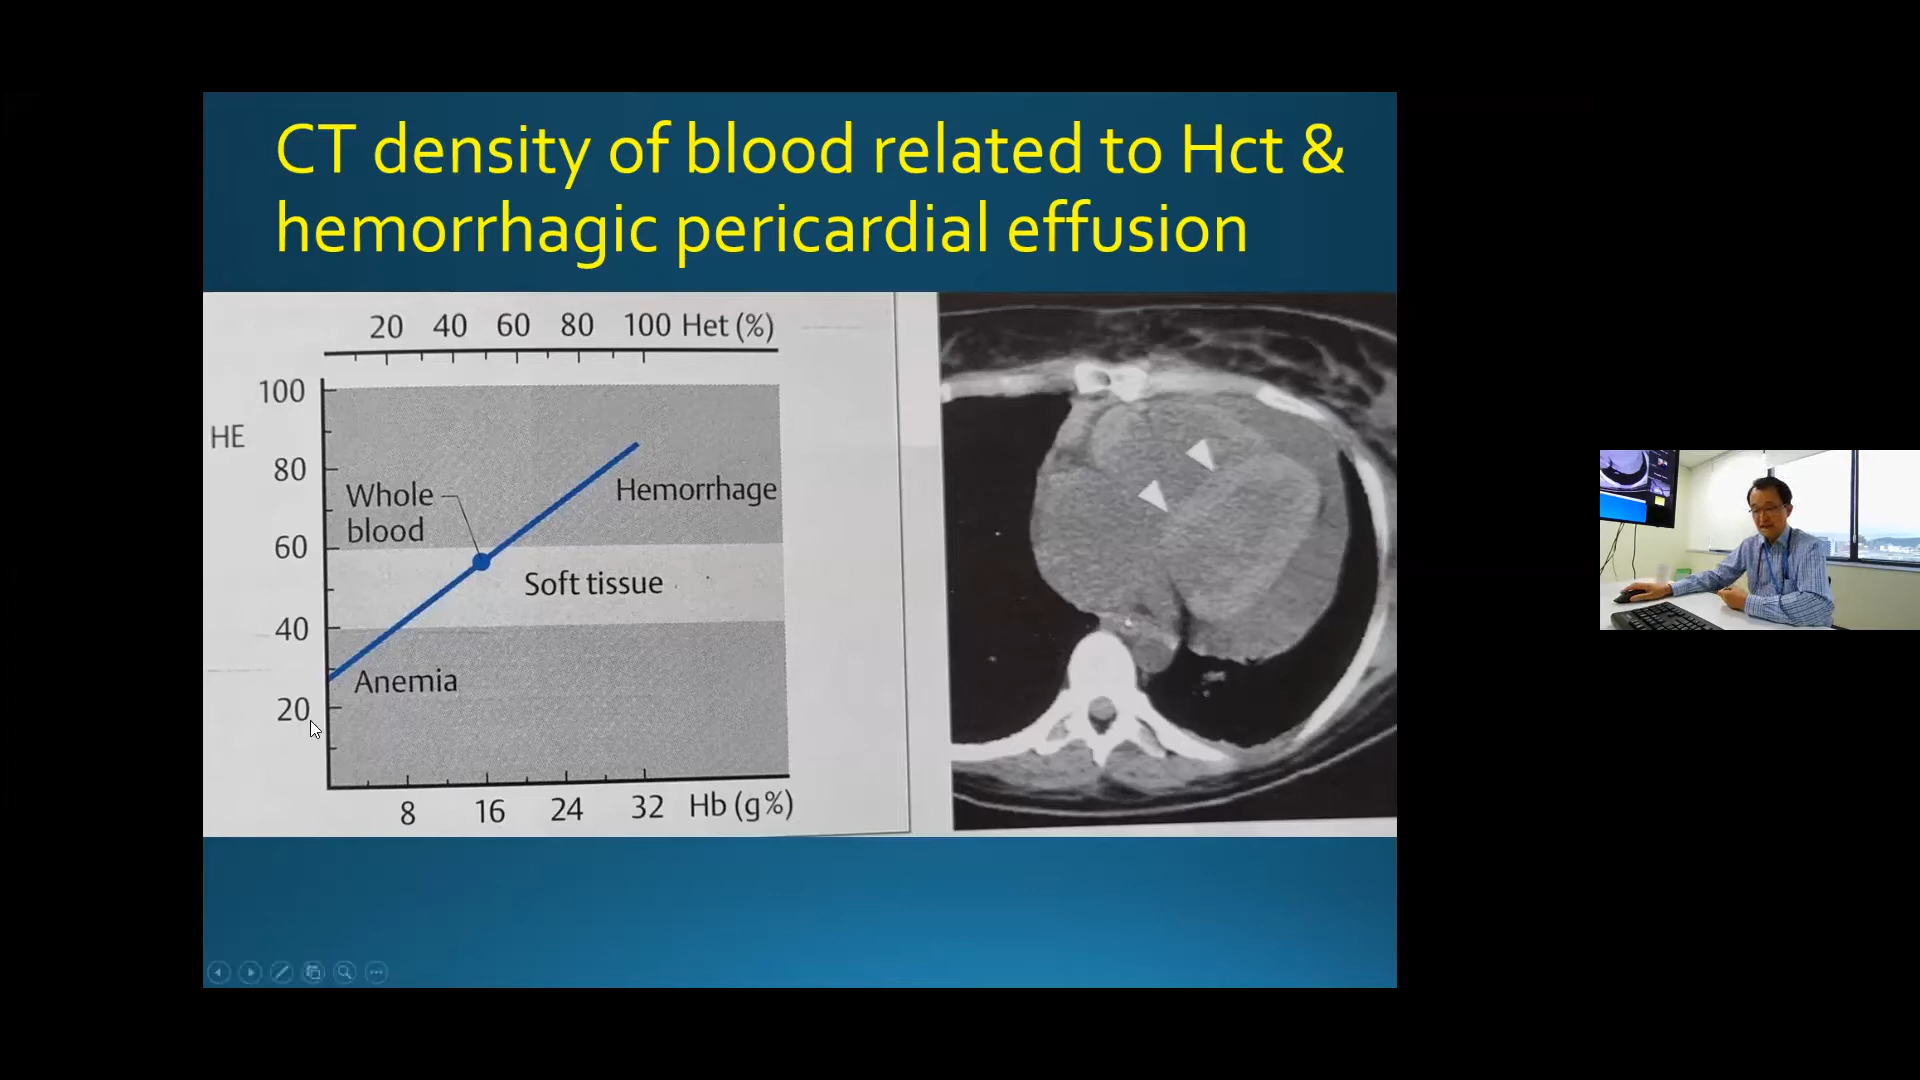 CT density of blood related to Hct &
hemorrhagic pericardial effusion
20 40 60 80 100 Het (%)
100
HE
80
Whole
blood
Hemorrhage
60
Soft tissue
40
Anemia
20
8 16 24 32 Hb (g%)